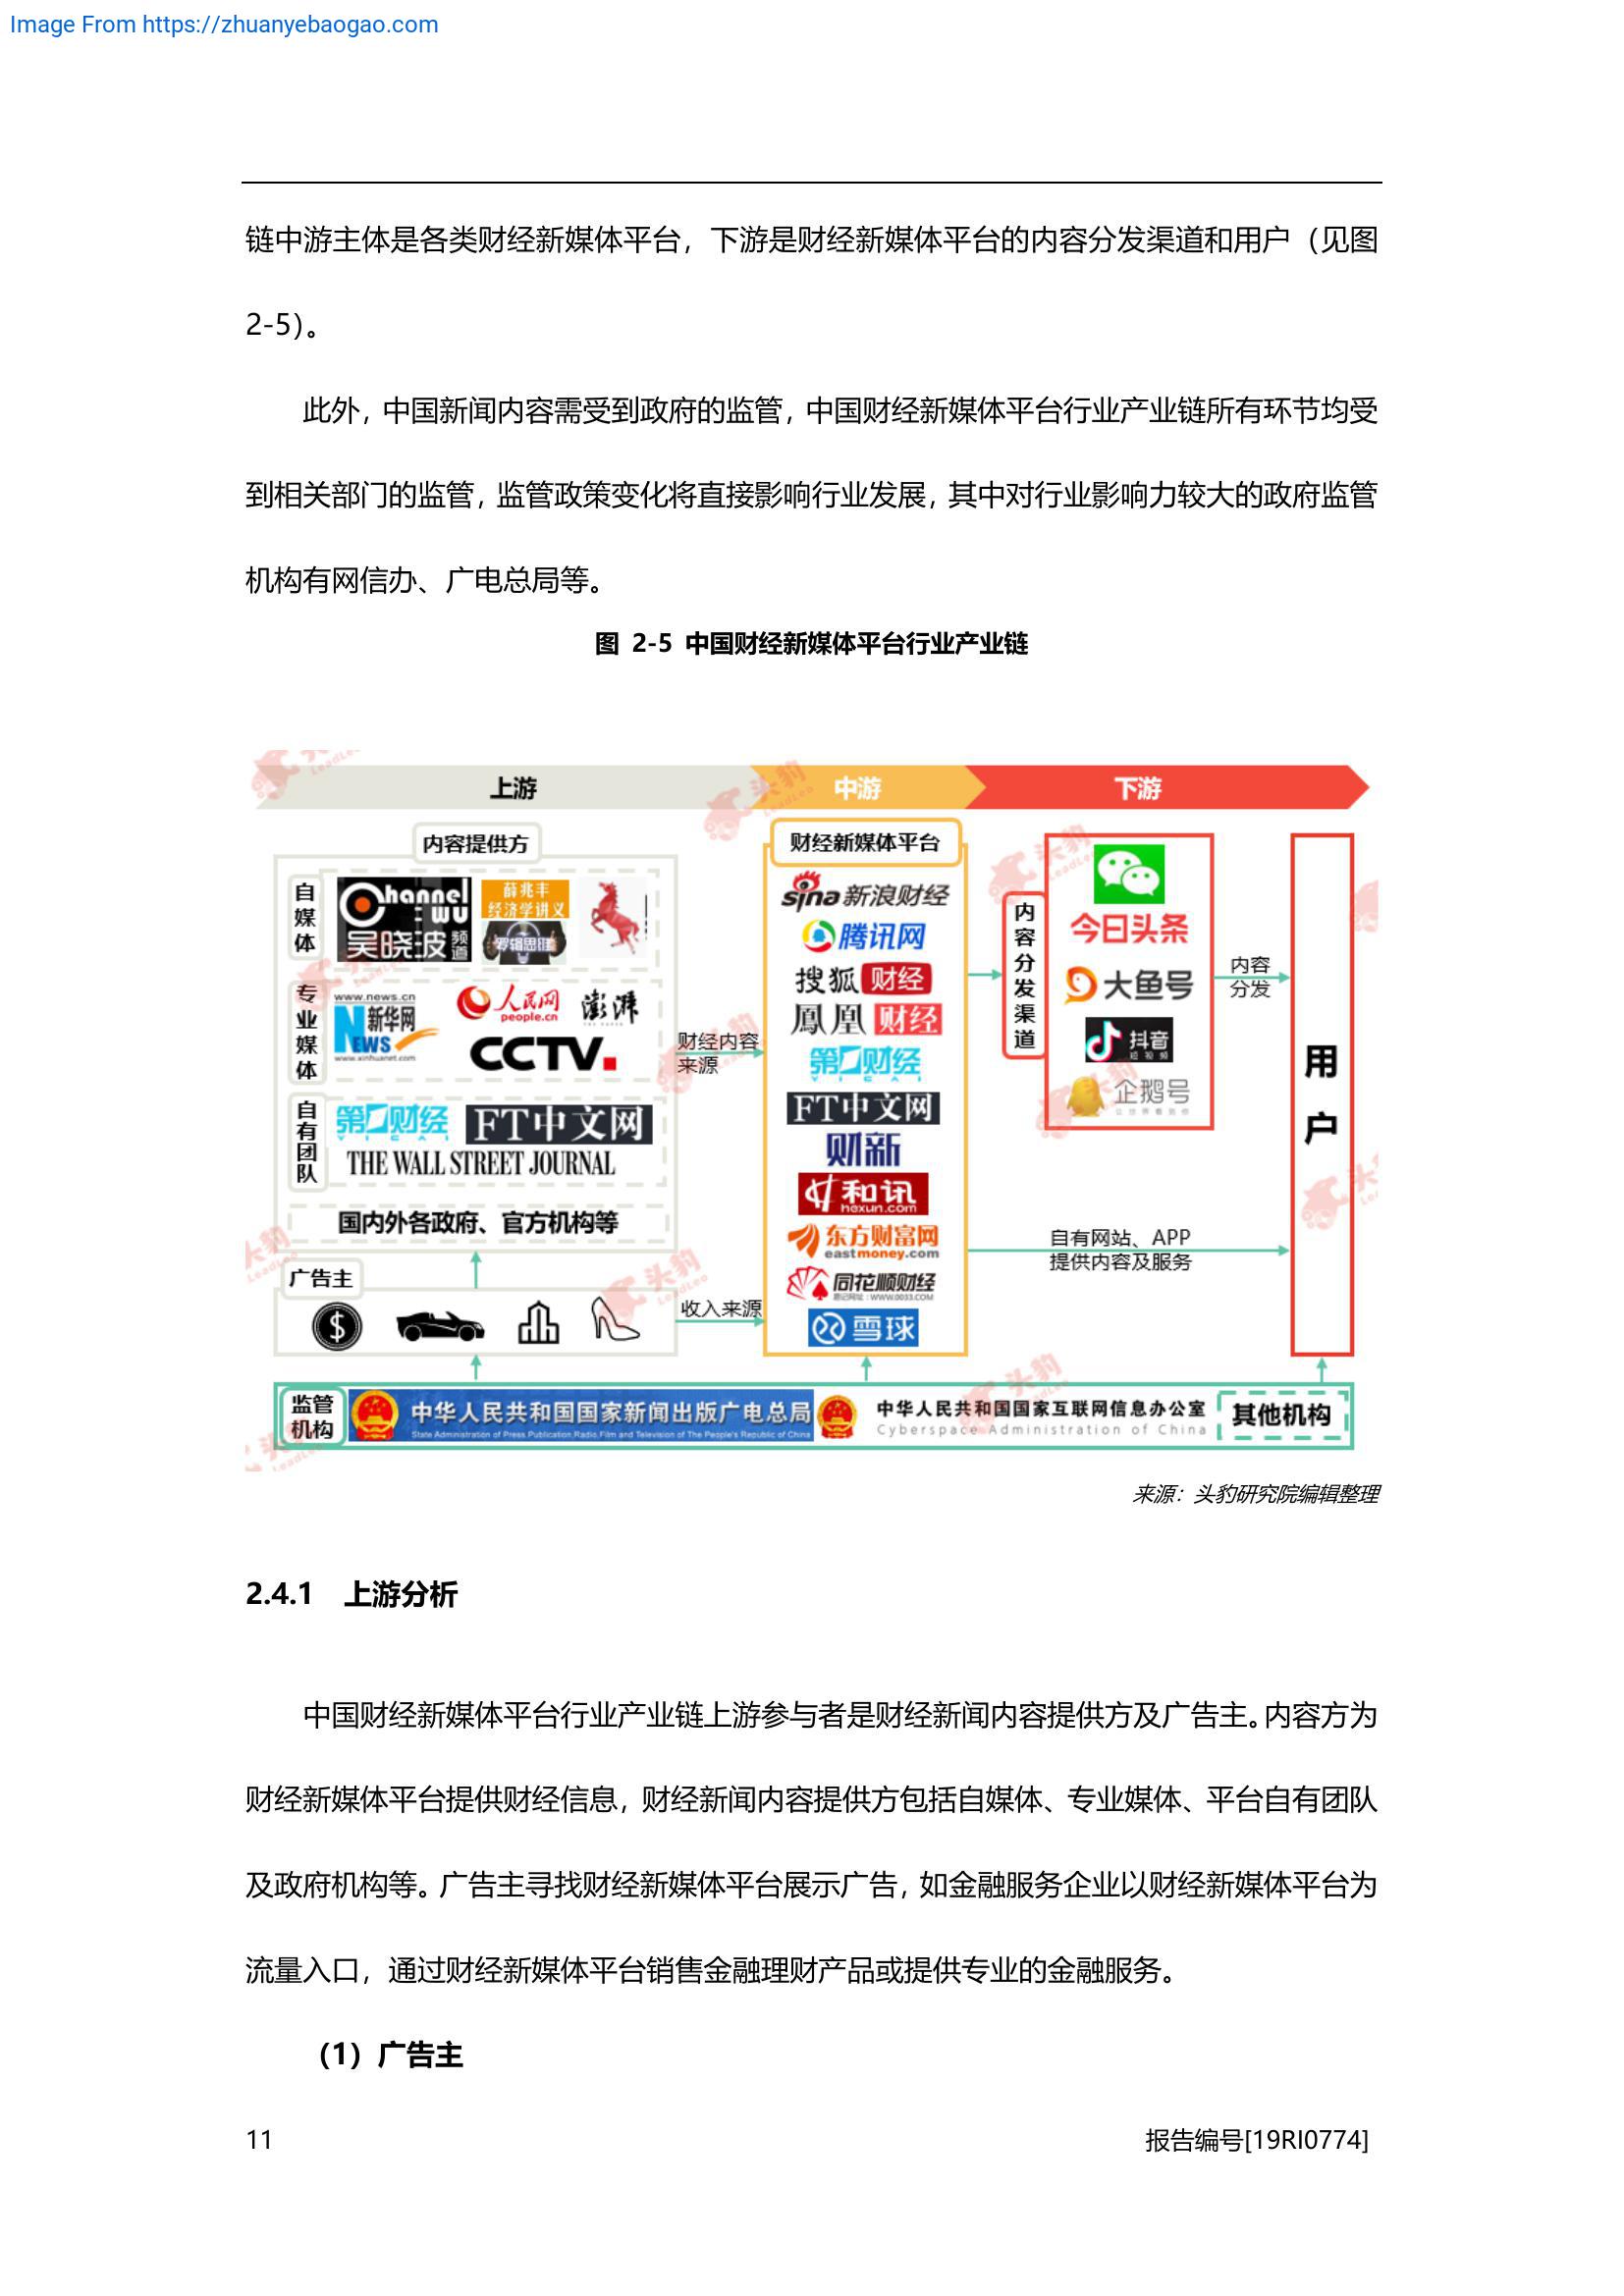 Image From https://zhuanyebaogao.com
链中游主体是各类财经新媒体平台，下游是财经新媒体平台的内容分发渠道和用户（见图
2-5）。
此外，中国新闻内容需受到政府的监管，中国财经新媒体平台行业产业链所有环节均受
到相关部门的监管，监管政策变化将直接影响行业发展，其中对行业影响力较大的政府监管
机构有网信办、广电总局等。
图 2-5 中国财经新媒体平台行业产业链
上游
中游
下游
内容提供方
自媒体
Channel WU
吴晓波频道
薛兆丰
经济学讲义
罗辑思维
专业媒体
www.news.cn
新华网
NEWS
www.xinhuanet.com
人民网
people.cn
澎湃
THE PAPER
CCTV
自有团队
第一财经
YICAI
FT中文网
THE WALL STREET JOURNAL
国内外各政府、官方机构等
广告主
财经内容
来源
收入来源
财经新媒体平台
sina 新浪财经
腾讯网
搜狐 财经
鳳凰 财经
第一财经
YICAI
FT中文网
财新
和讯
hexun.com
东方财富网
eastmoney.com
同花顺财经
雪球
内容分发渠道
今日头条
大鱼号
抖音
短视频
企鹅号
内容
分发
自有网站、APP
提供内容及服务
用户
监管
机构
中华人民共和国国家新闻出版广电总局
State Administration of Press, Publication, Radio, Film and Television of The People's Republic of China
中华人民共和国国家互联网信息办公室
Cyberspace Administration of China
其他机构
头豹
LeadLeo
来源：头豹研究院编辑整理
2.4.1 上游分析
中国财经新媒体平台行业产业链上游参与者是财经新闻内容提供方及广告主。内容方为
财经新媒体平台提供财经信息，财经新闻内容提供方包括自媒体、专业媒体、平台自有团队
及政府机构等。广告主寻找财经新媒体平台展示广告，如金融服务企业以财经新媒体平台为
流量入口，通过财经新媒体平台销售金融理财产品或提供专业的金融服务。
（1）广告主
11
报告编号[19RI0774]